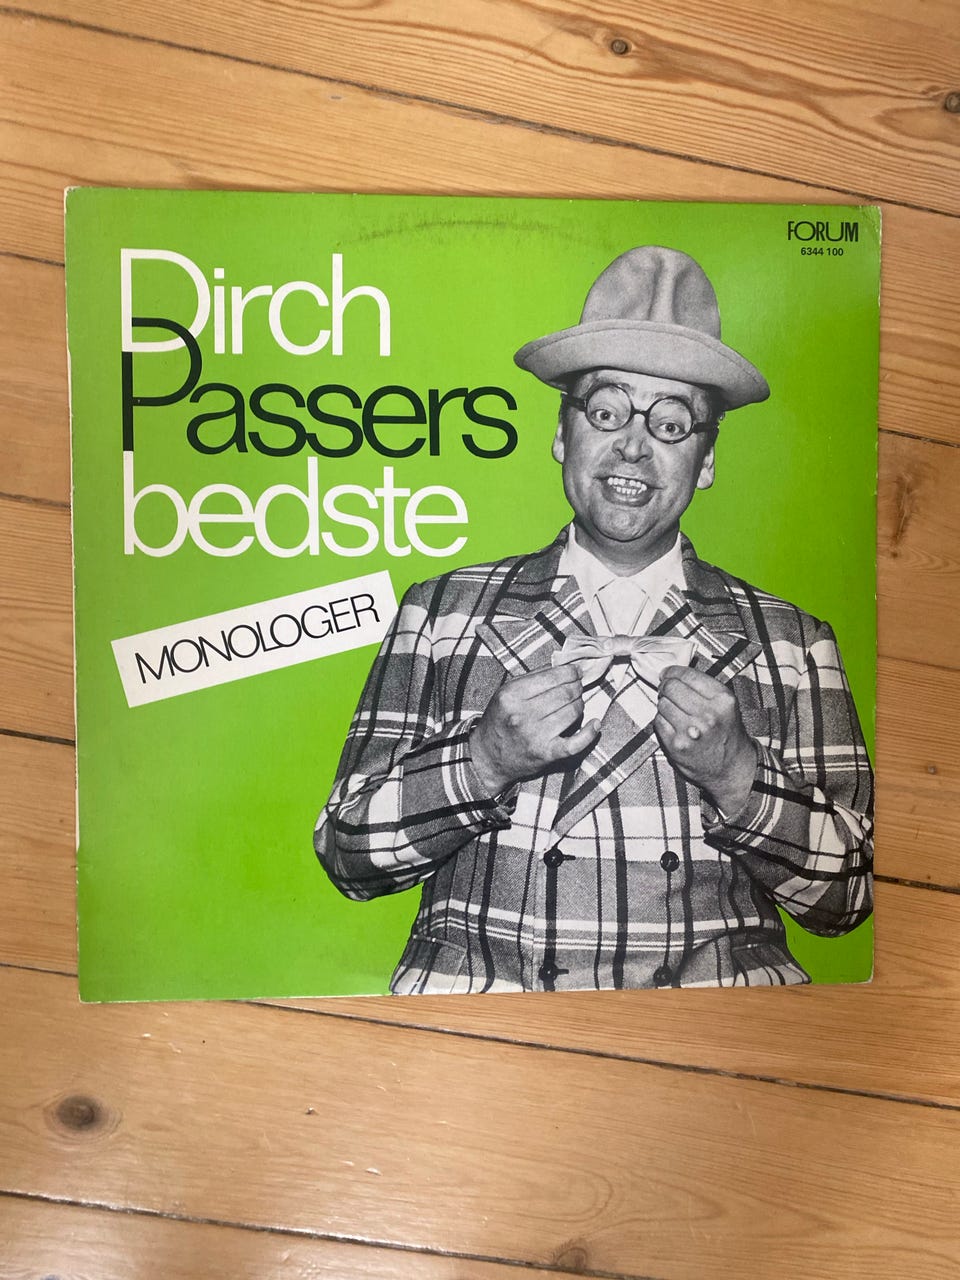 FORUM
6344 100
Dirch
Passers
bedste
MONOLOGER